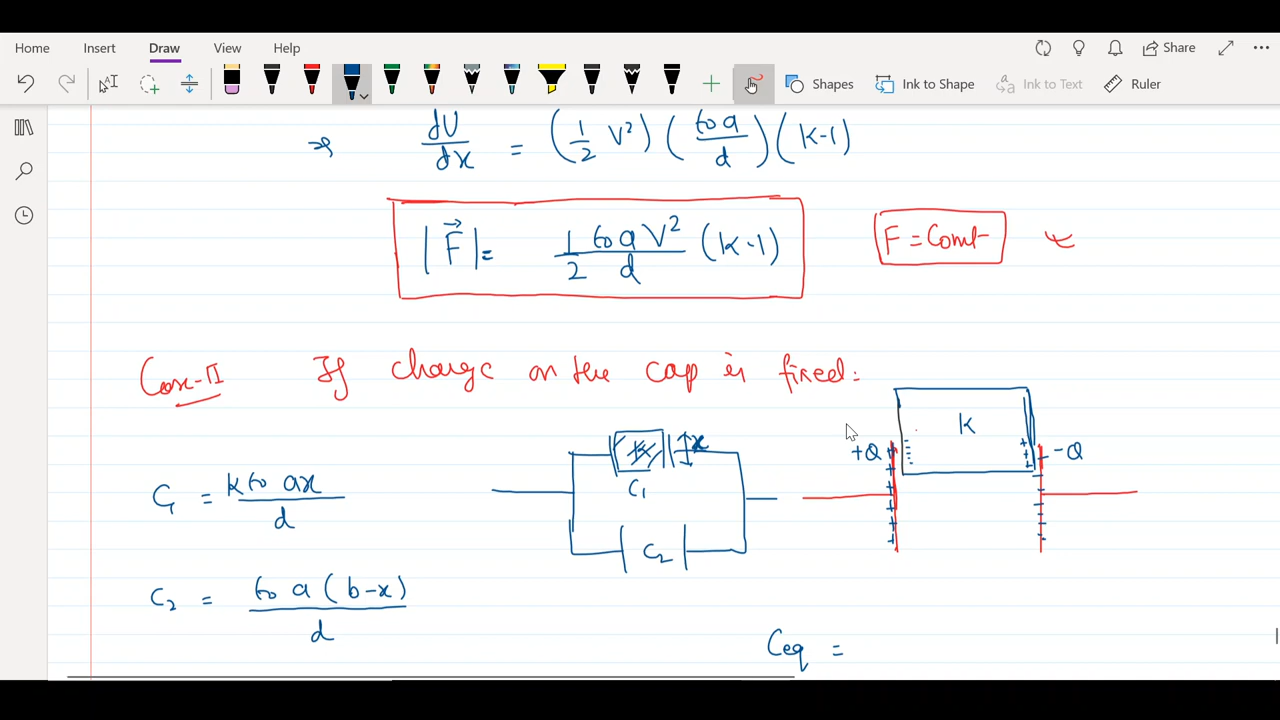 Home Insert Draw View Help Share
Shapes Ink to Shape Ink to Text Ruler
⇒ dU/dx = (1/2 V²) (ε₀a/d) (K-1)
|F⃗| = 1/2 ε₀aV²/d (K-1) F = Const
Case-II If charge on the cap is fixed:
K
K x
+Q -Q
C₁ = Kε₀ax/d
C₁
C₂
C₂ = ε₀a(b-x)/d
Ceq =